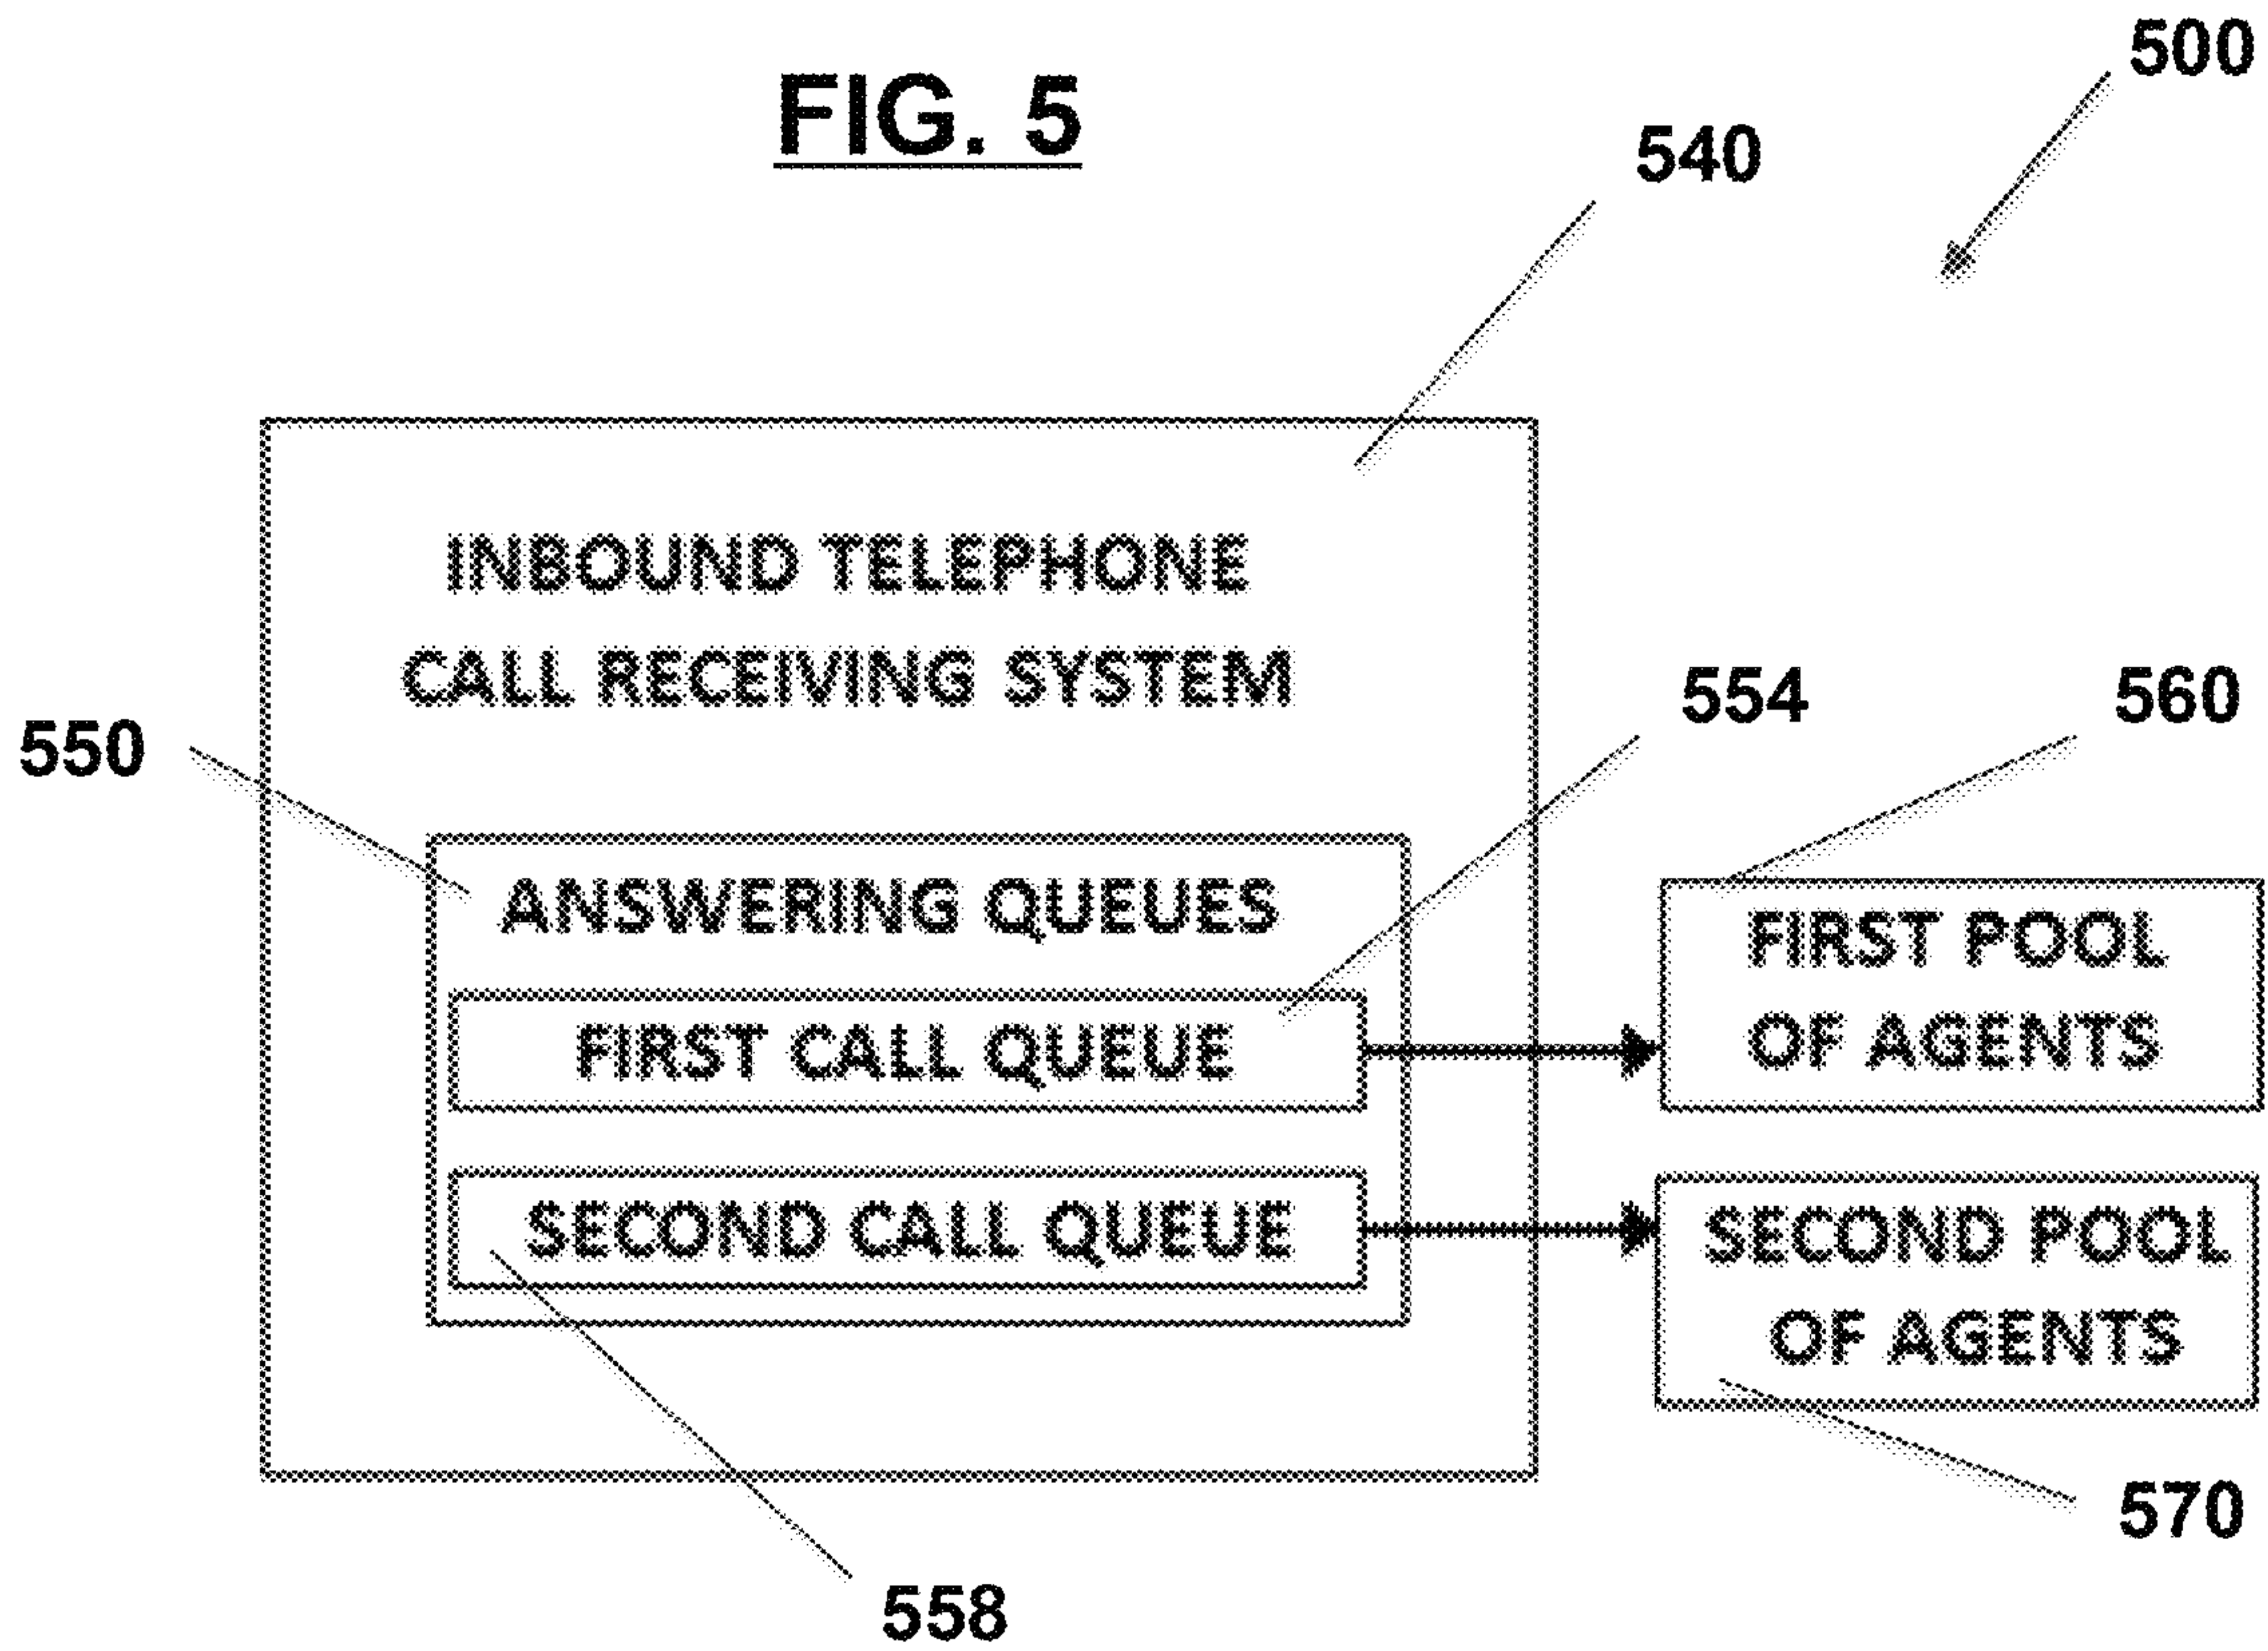 FIG. 5
500
540
INBOUND TELEPHONE
CALL RECEIVING SYSTEM
550
554
560
ANSWERING QUEUES
FIRST CALL QUEUE
SECOND CALL QUEUE
FIRST POOL
OF AGENTS
SECOND POOL
OF AGENTS
570
558